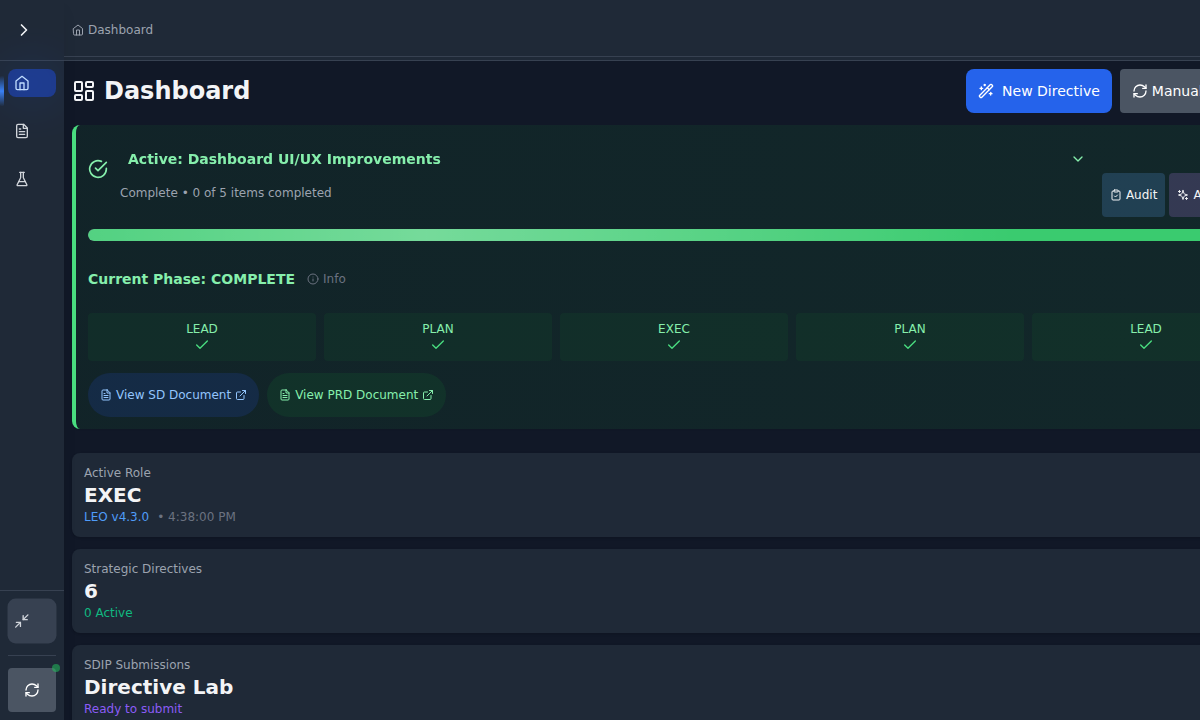 Dashboard
Dashboard
New Directive
Manua
Active: Dashboard UI/UX Improvements
Complete • 0 of 5 items completed
Audit
A
Current Phase: COMPLETE
Info
LEAD
PLAN
EXEC
PLAN
LEAD
View SD Document
View PRD Document
Active Role
EXEC
LEO v4.3.0 • 4:38:00 PM
Strategic Directives
6
0 Active
SDIP Submissions
Directive Lab
Ready to submit